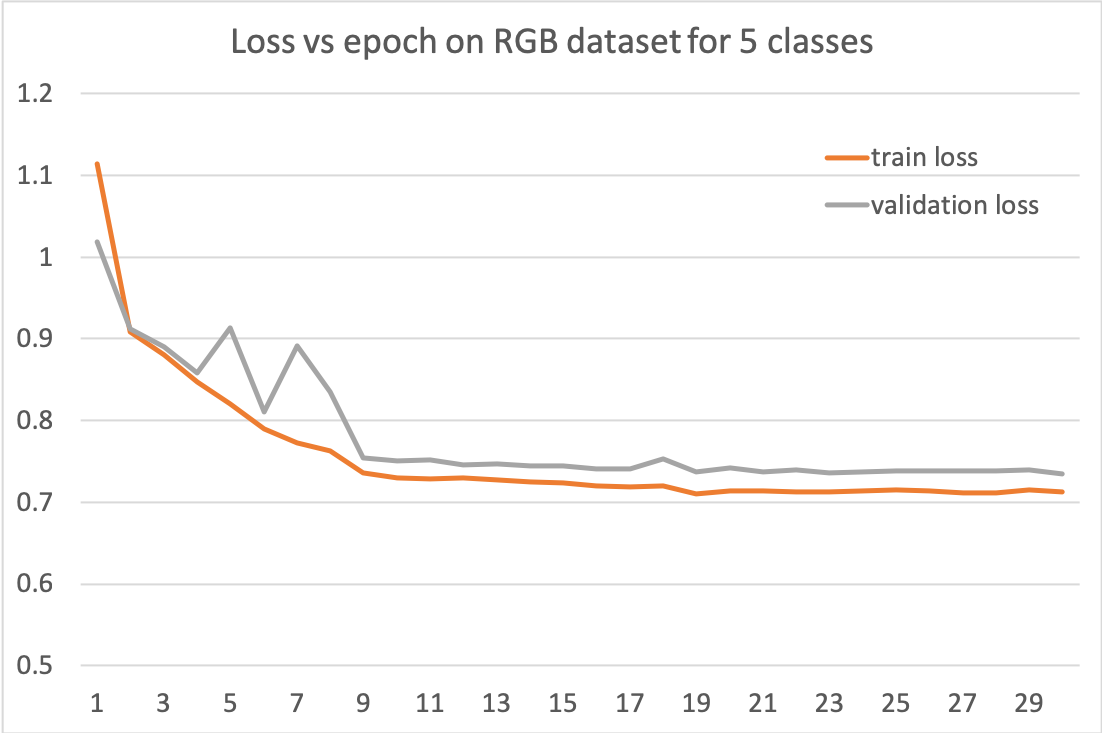 Loss vs epoch on RGB dataset for 5 classes
1.2
train loss
1.1
validation loss
1
0.9
0.8
0.7
0.6
0.5
1 3 5 7 9 11 13 15 17 19 21 23 25 27 29